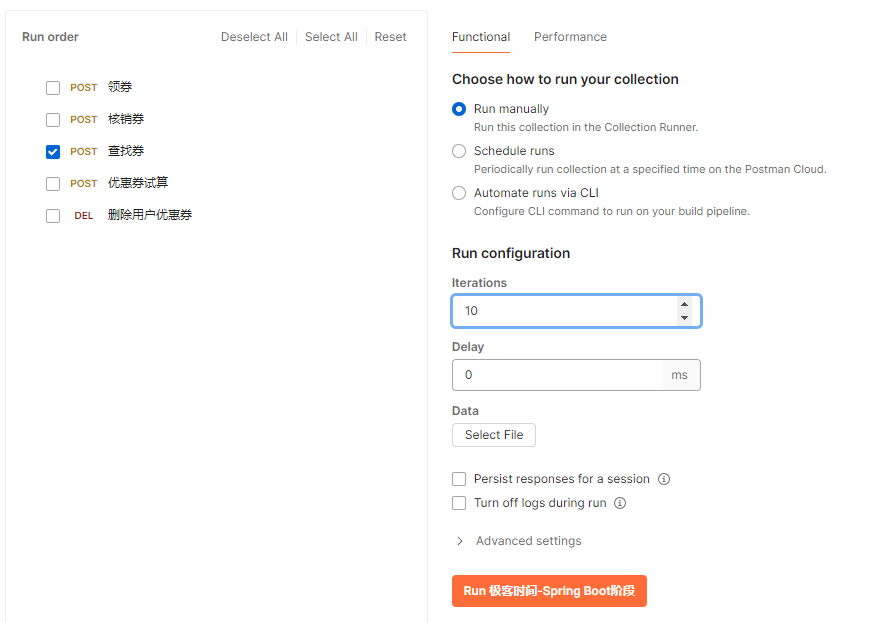 Run order
Deselect All
Select All
Reset
POST 领券
POST 核销券
POST 查找券
POST 优惠券试算
DEL 删除用户优惠券
Functional
Performance
Choose how to run your collection
Run manually
Run this collection in the Collection Runner.
Schedule runs
Periodically run collection at a specified time on the Postman Cloud.
Automate runs via CLI
Configure CLI command to run on your build pipeline.
Run configuration
Iterations
10
Delay
0 ms
Data
Select File
Persist responses for a session
Turn off logs during run
Advanced settings
Run 极客时间-Spring Boot阶段